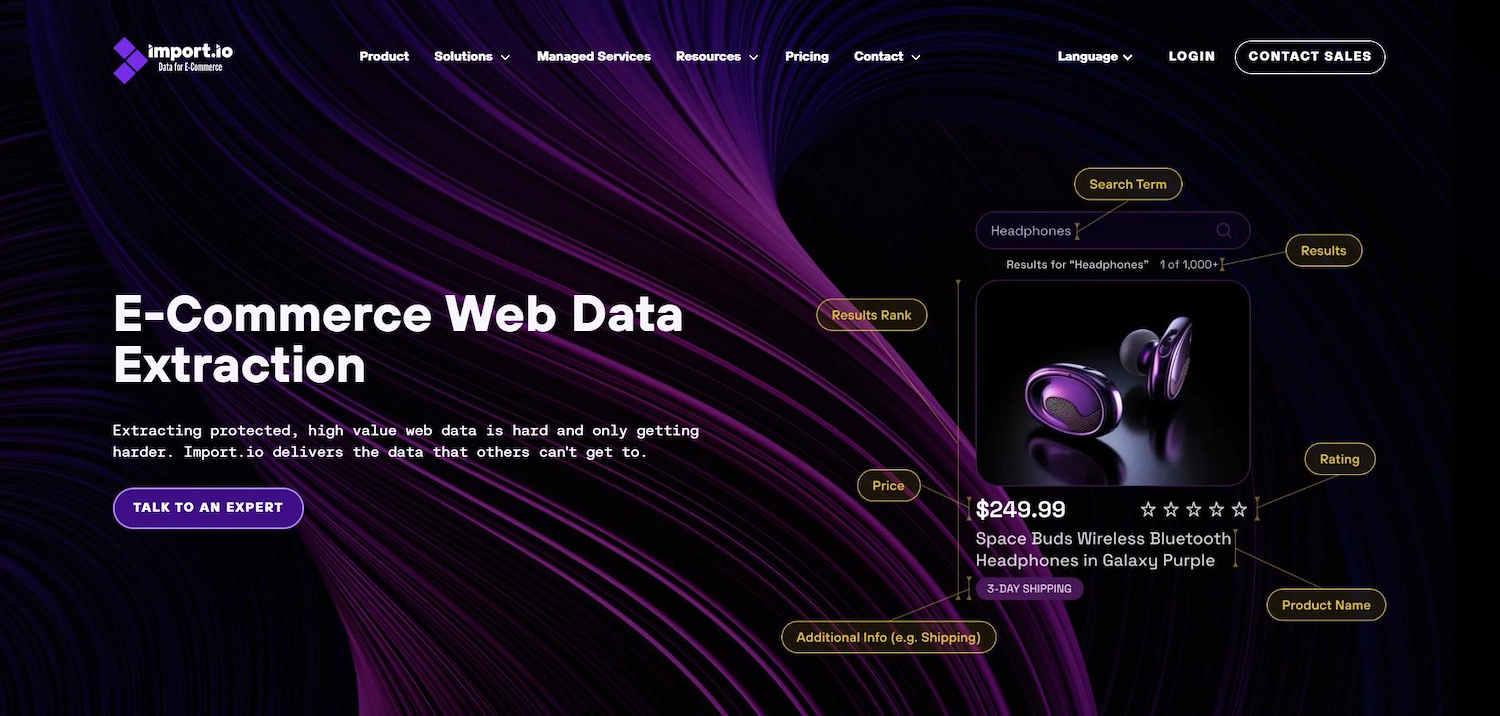 import.io
Data for E-Commerce
Product
Solutions
Managed Services
Resources
Pricing
Contact
Language
LOGIN
CONTACT SALES
E-Commerce Web Data
Extraction
Extracting protected, high value web data is hard and only getting
harder. Import.io delivers the data that others can't get to.
TALK TO AN EXPERT
Search Term
Headphones
Results
Results for “Headphones” 1 of 1,000+
Results Rank
Price
Rating
$249.99
Space Buds Wireless Bluetooth
Headphones in Galaxy Purple
3-DAY SHIPPING
Product Name
Additional Info (e.g. Shipping)